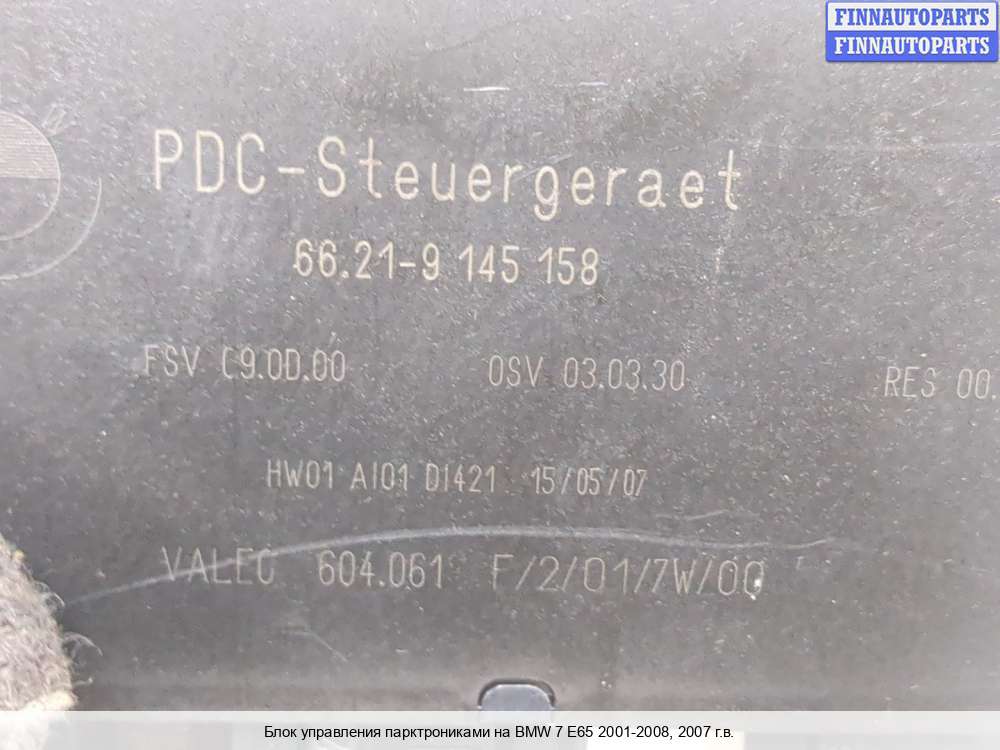 FINNAUTOPARTS
FINNAUTOPARTS
PDC-Steuergeraet
66.21-9 145 158
FSV C9.0D.00 OSV 03.03.30 RES 00.
HW01 AI01 DI421 15/05/07
VALEO 604.061 F/2/01/7W/00
Блок управления парктрониками на BMW 7 E65 2001-2008, 2007 г.в.